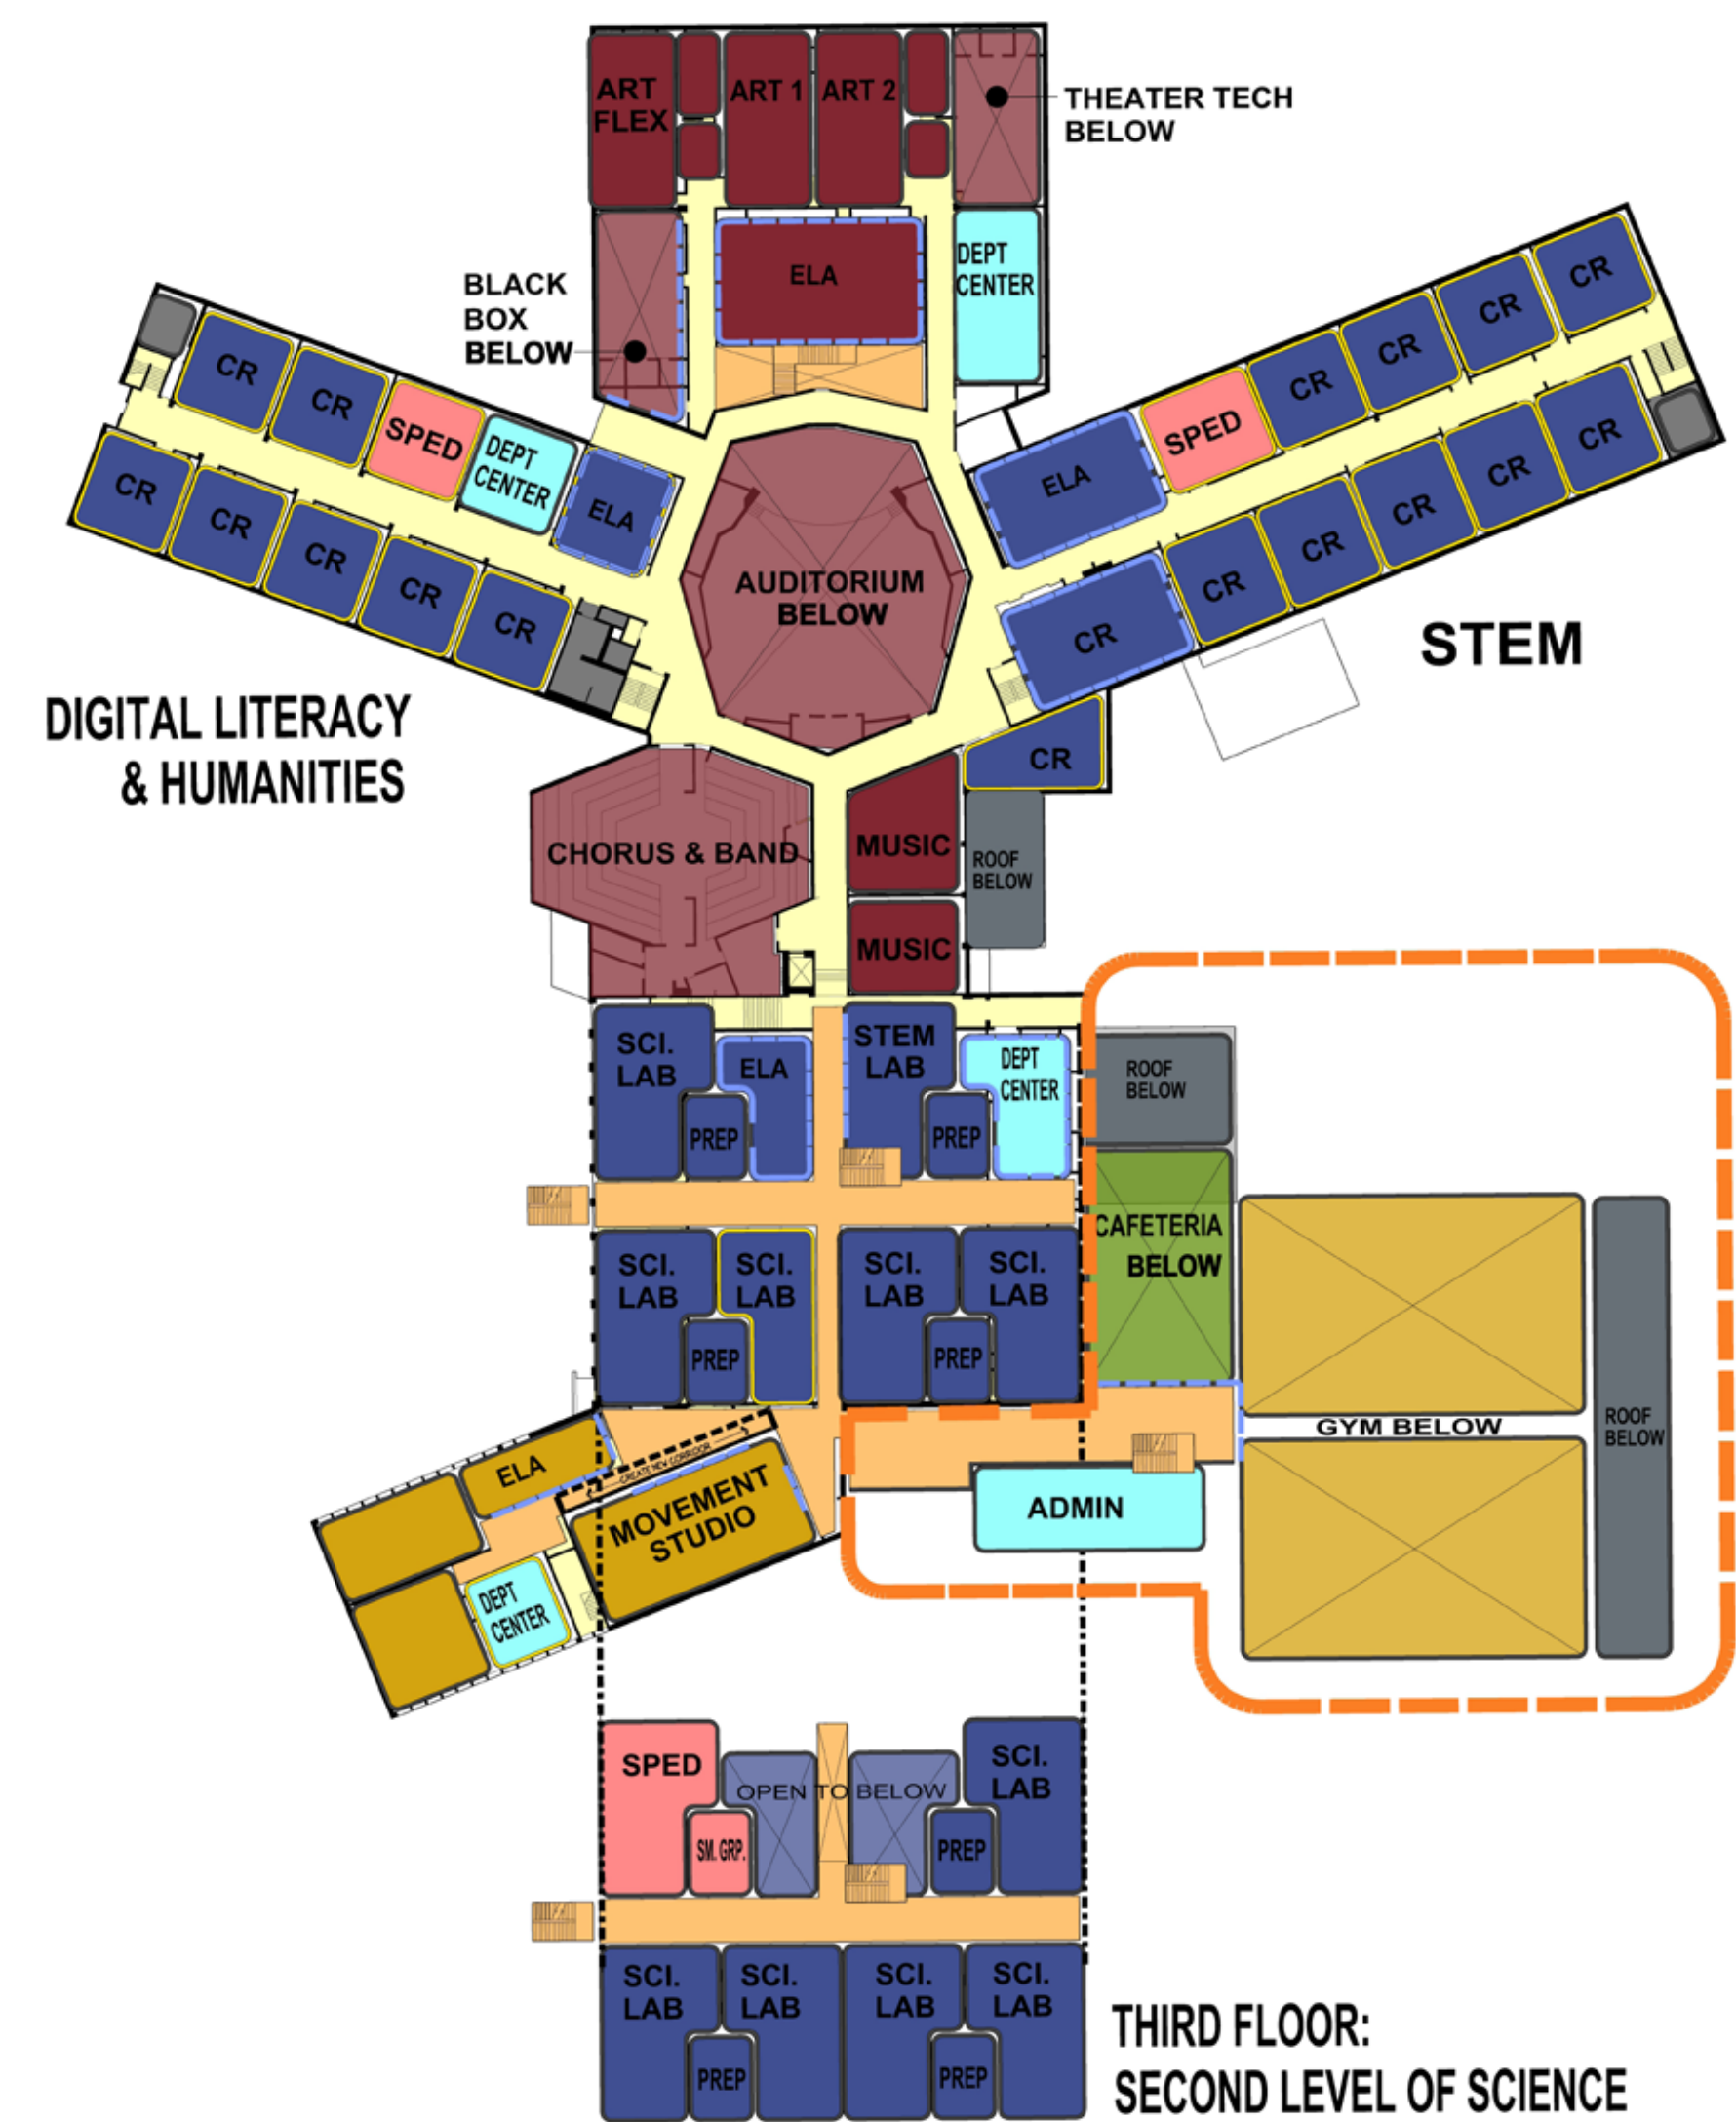 ART
FLEX
ART 1
ART 2
THEATER TECH
BELOW
BLACK
BOX
BELOW
ELA
DEPT
CENTER
CR
CR
SPED
DEPT
CENTER
ELA
CR
CR
CR
CR
CR
ELA
SPED
CR
CR
CR
CR
CR
CR
CR
CR
CR
CR
CR
AUDITORIUM
BELOW
STEM
DIGITAL LITERACY
& HUMANITIES
CHORUS & BAND
MUSIC
MUSIC
ROOF
BELOW
SCI.
LAB
PREP
ELA
STEM
LAB
PREP
DEPT
CENTER
ROOF
BELOW
CAFETERIA
BELOW
SCI.
LAB
PREP
SCI.
LAB
SCI.
LAB
PREP
SCI.
LAB
GYM BELOW
ROOF
BELOW
ELA
CREATE NEW CORRIDOR
MOVEMENT
STUDIO
DEPT
CENTER
ADMIN
SPED
SM. GRP.
OPEN TO BELOW
SCI.
LAB
PREP
SCI.
LAB
PREP
SCI.
LAB
SCI.
LAB
PREP
SCI.
LAB
THIRD FLOOR:
SECOND LEVEL OF SCIENCE